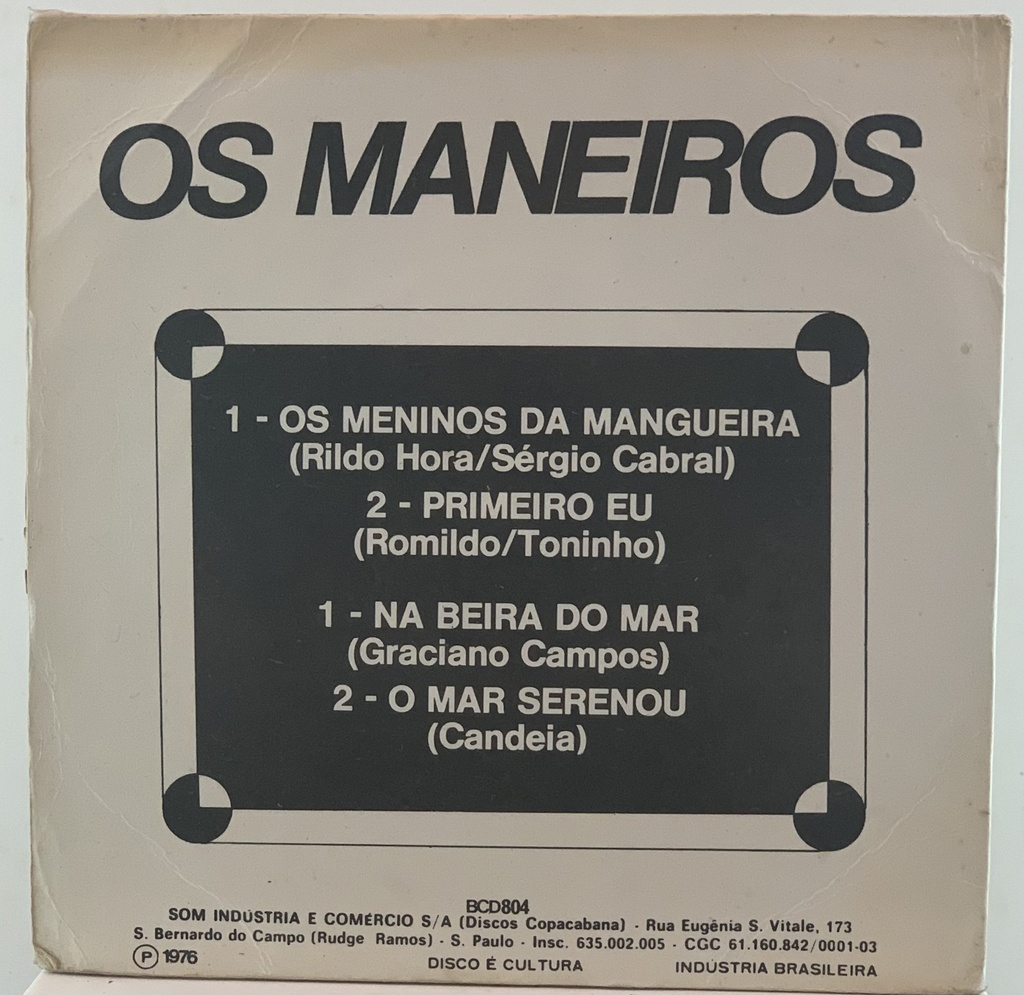 OS MANEIROS
1 - OS MENINOS DA MANGUEIRA
(Rildo Hora/Sérgio Cabral)
2 - PRIMEIRO EU
(Romildo/Toninho)
1 - NA BEIRA DO MAR
(Graciano Campos)
2 - O MAR SERENOU
(Candeia)
BCD804
SOM INDÚSTRIA E COMÉRCIO S/A (Discos Copacabana) - Rua Eugênia S. Vitale, 173
S. Bernardo do Campo (Rudge Ramos) - S. Paulo - Insc. 635.002.005 - CGC 61.160.842/0001-03
Ⓟ 1976 DISCO É CULTURA INDÚSTRIA BRASILEIRA